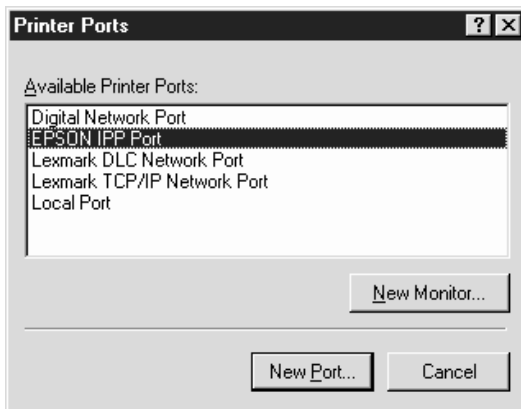 Printer Ports
Available Printer Ports:
Digital Network Port
EPSON IPP Port
Lexmark DLC Network Port
Lexmark TCP/IP Network Port
Local Port
New Monitor...
New Port...
Cancel